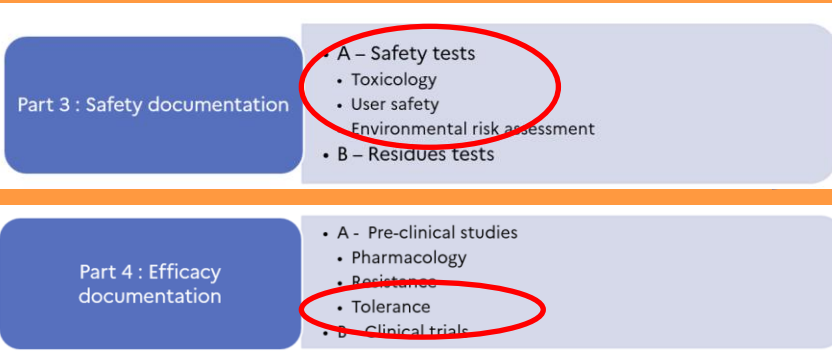 Part 3 : Safety documentation
• A – Safety tests
• Toxicology
• User safety
Environmental risk assessment
• B – Residues tests
Part 4 : Efficacy
documentation
• A - Pre-clinical studies
• Pharmacology
• Resistance
• Tolerance
• B – Clinical trials